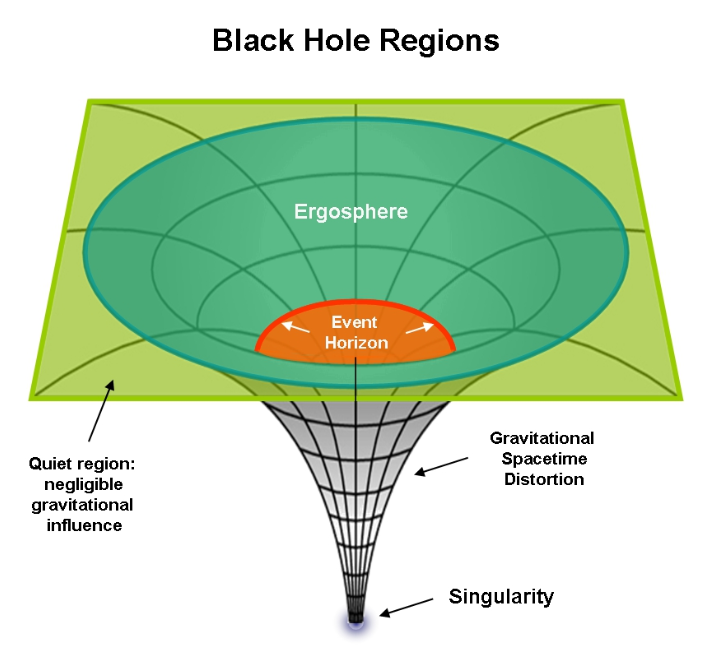 Black Hole Regions
Ergosphere
Event
Horizon
Quiet region:
negligible
gravitational
influence
Gravitational
Spacetime
Distortion
Singularity